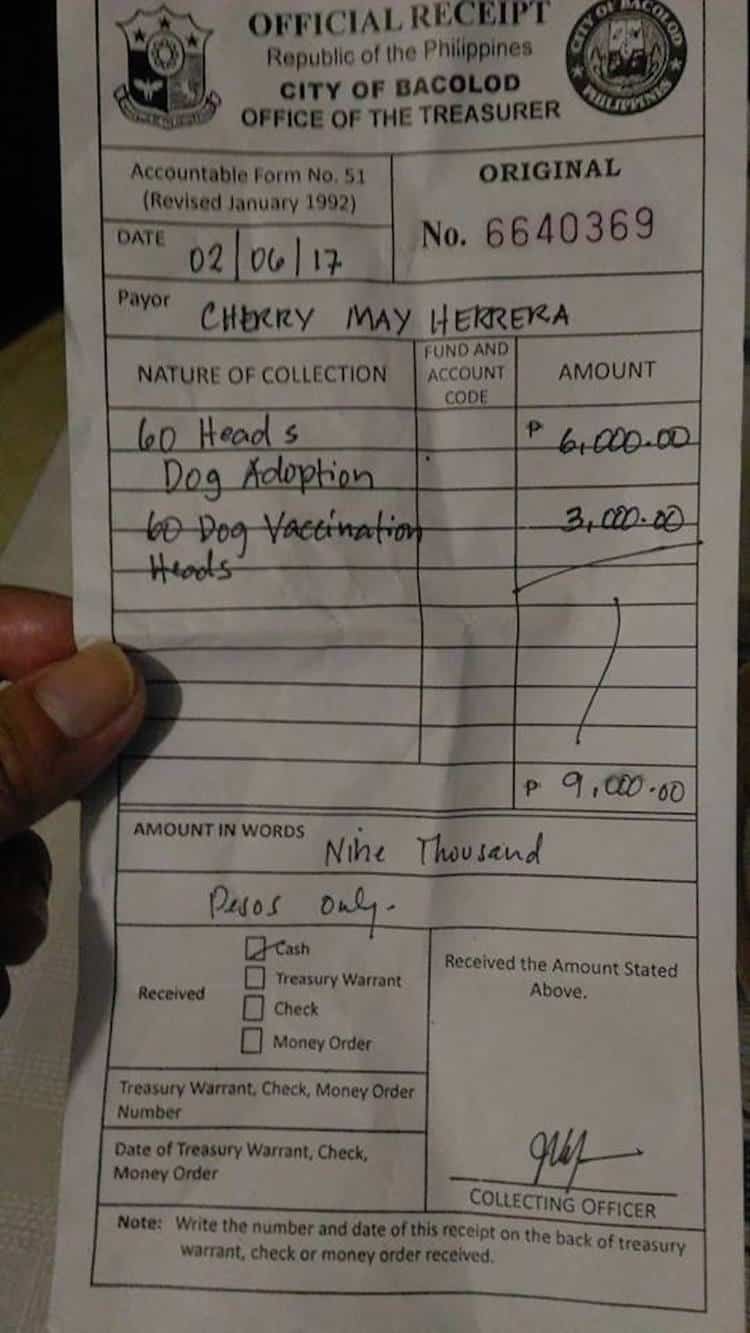 OFFICIAL RECEIPT
Republic of the Philippines
CITY OF BACOLOD
OFFICE OF THE TREASURER
CITY OF BACOLOD
PHILIPPINES
Accountable Form No. 51
(Revised January 1992)
ORIGINAL
DATE 02/06/17
No. 6640369
Payor CHERRY MAY HERRERA
NATURE OF COLLECTION
FUND AND
ACCOUNT
CODE
AMOUNT
60 Heads ₱ 6,000.00
Dog Adoption
60 Dog Vaccination 3,000.00
Heads
₱ 9,000.00
AMOUNT IN WORDS Nine Thousand
Pesos only.
Received
Cash
Treasury Warrant
Check
Money Order
Received the Amount Stated
Above.
Treasury Warrant, Check, Money Order
Number
Date of Treasury Warrant, Check,
Money Order
COLLECTING OFFICER
Note: Write the number and date of this receipt on the back of treasury
warrant, check or money order received.